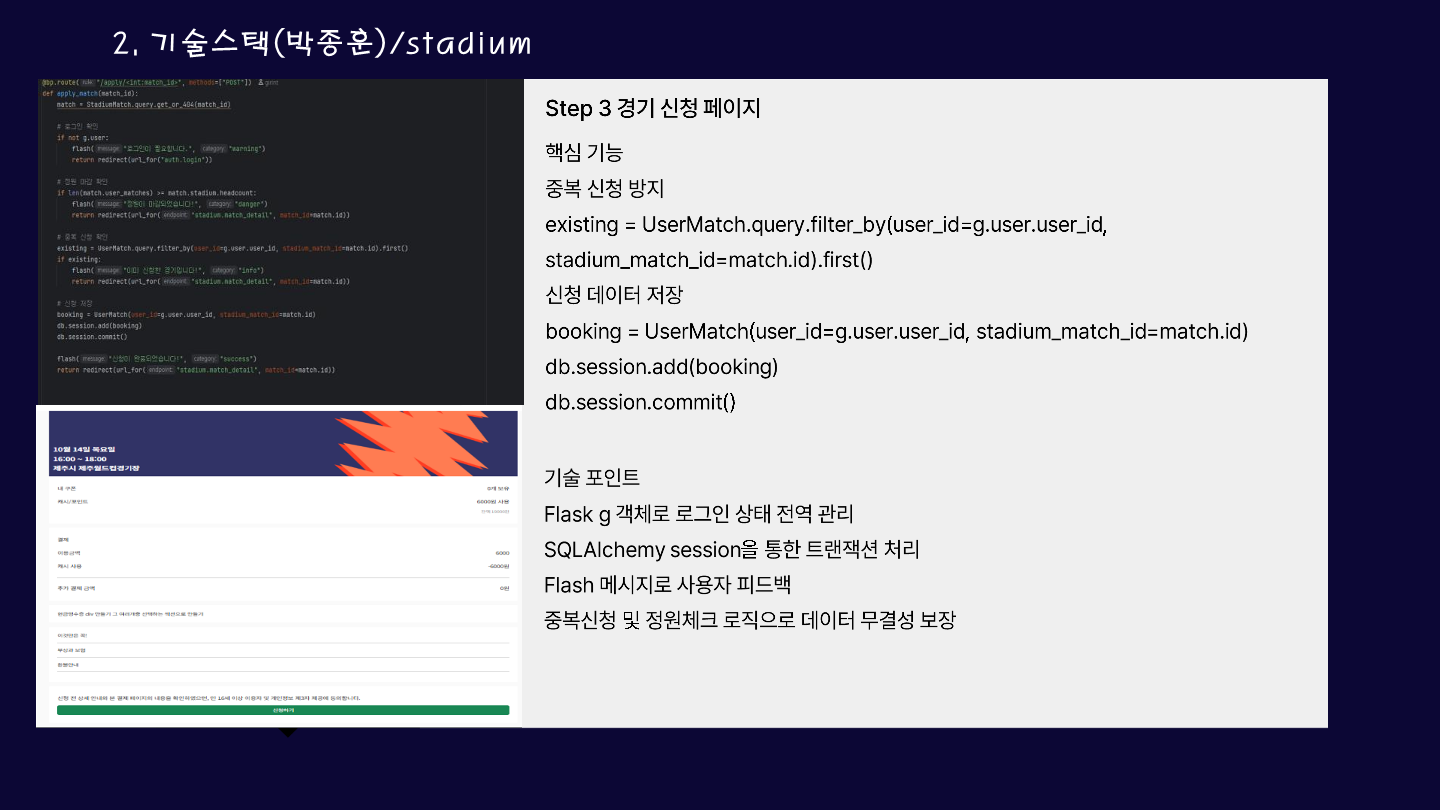 2. 기술스택(박종훈)/stadium
@bp.route( rule: "/apply/<int:match_id>", methods=["POST"])
def apply_match(match_id):
match = StadiumMatch.query.get_or_404(match_id)
# 로그인 확인
if not g.user:
flash( message: "로그인이 필요합니다.", category: "warning")
return redirect(url_for("auth.login"))
# 정원 마감 확인
if len(match.user_matches) >= match.stadium.headcount:
flash( message: "정원이 마감되었습니다!", category: "danger")
return redirect(url_for( endpoint: "stadium.match_detail", match_id=match.id))
# 중복 신청 확인
existing = UserMatch.query.filter_by(user_id=g.user.user_id, stadium_match_id=match.id).first()
if existing:
flash( message: "이미 신청한 경기입니다!", category: "info")
return redirect(url_for( endpoint: "stadium.match_detail", match_id=match.id))
# 신청 저장
booking = UserMatch(user_id=g.user.user_id, stadium_match_id=match.id)
db.session.add(booking)
db.session.commit()
flash( message: "신청이 완료되었습니다!", category: "success")
return redirect(url_for( endpoint: "stadium.match_detail", match_id=match.id))
10월 14일 목요일
16:00 ~ 18:00
제주시 제주월드컵경기장
내 쿠폰 0개 보유
캐시/포인트 6000원 사용
결제
이용금액 6000
캐시 사용 -6000원
추가 결제 금액 0원
이것만은 꼭!
부상과 보험
환불안내
신청하기
Step 3 경기 신청 페이지
핵심 기능
중복 신청 방지
existing = UserMatch.query.filter_by(user_id=g.user.user_id,
stadium_match_id=match.id).first()
신청 데이터 저장
booking = UserMatch(user_id=g.user.user_id, stadium_match_id=match.id)
db.session.add(booking)
db.session.commit()
기술 포인트
Flask g 객체로 로그인 상태 전역 관리
SQLAlchemy session을 통한 트랜잭션 처리
Flash 메시지로 사용자 피드백
중복신청 및 정원체크 로직으로 데이터 무결성 보장